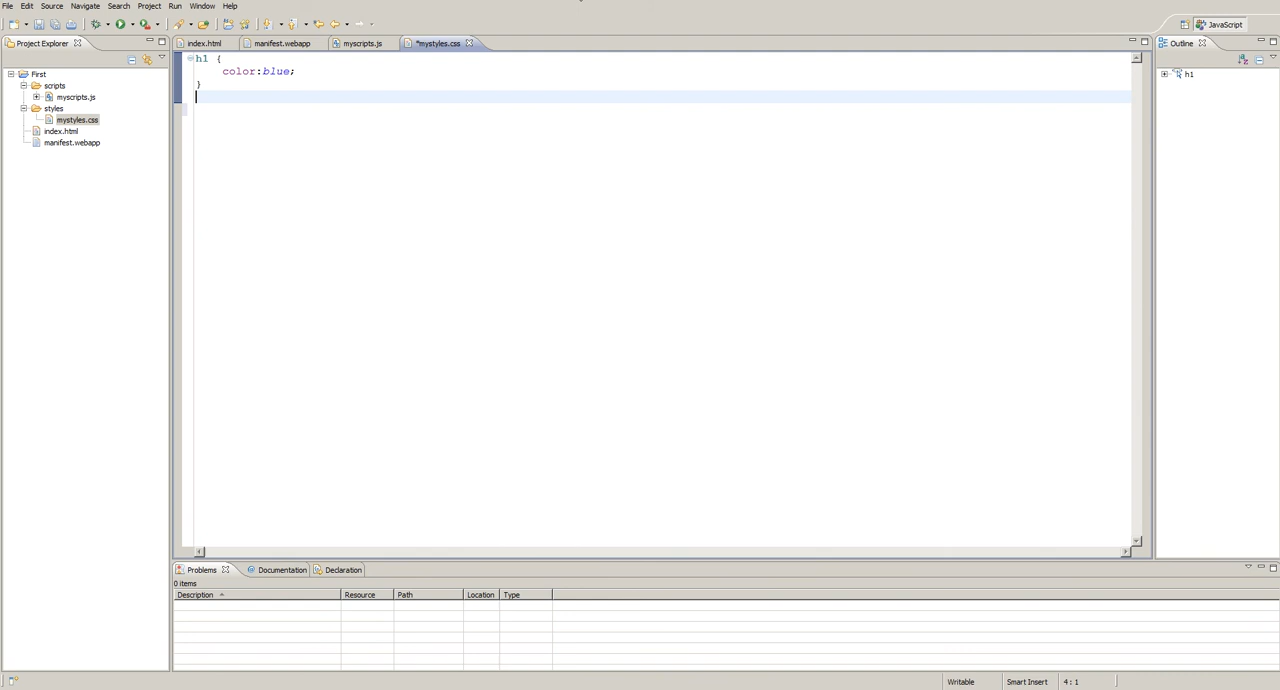 File Edit Source Navigate Search Project Run Window Help
JavaScript
Project Explorer
index.html manifest.webapp myscripts.js *mystyles.css
Outline
First
scripts
myscripts.js
styles
mystyles.css
index.html
manifest.webapp
h1 {
color:blue;
}
h1
Problems Documentation Declaration
0 items
Description Resource Path Location Type
Writable Smart Insert 4 : 1